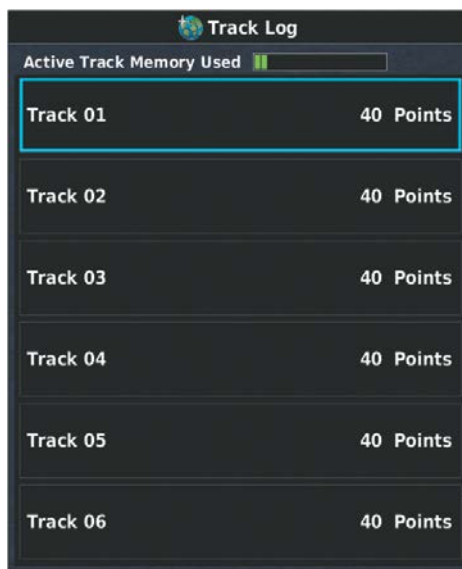 Track Log
Active Track Memory Used
Track 01 40 Points
Track 02 40 Points
Track 03 40 Points
Track 04 40 Points
Track 05 40 Points
Track 06 40 Points